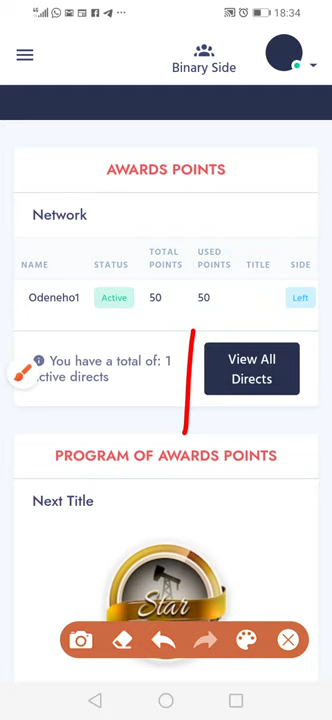 18:34
Binary Side
AWARDS POINTS
Network
NAME STATUS TOTAL POINTS USED POINTS TITLE SIDE
Odeneho1 Active 50 50 Left
You have a total of: 1
ctive directs
View All
Directs
PROGRAM OF AWARDS POINTS
Next Title
Star